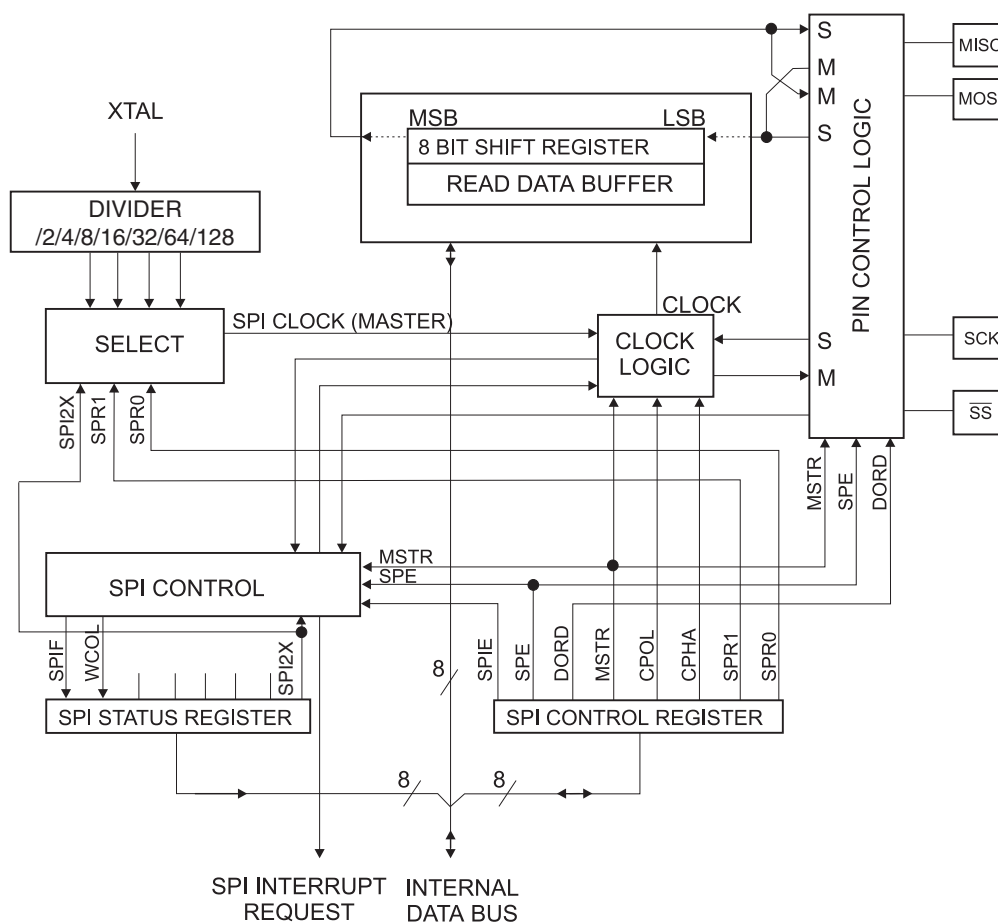 S
MISO
M
M
MOSI
S
PIN CONTROL LOGIC
XTAL
MSB
LSB
8 BIT SHIFT REGISTER
READ DATA BUFFER
DIVIDER
/2/4/8/16/32/64/128
SELECT
SPI CLOCK (MASTER)
CLOCK
CLOCK
LOGIC
S
M
SCK
SS
SPI2X
SPR1
SPR0
MSTR
SPE
DORD
MSTR
SPE
SPI CONTROL
SPIF
WCOL
SPI2X
8
SPIE
SPE
DORD
MSTR
CPOL
CPHA
SPR1
SPR0
SPI STATUS REGISTER
SPI CONTROL REGISTER
8
8
SPI INTERRUPT
REQUEST
INTERNAL
DATA BUS